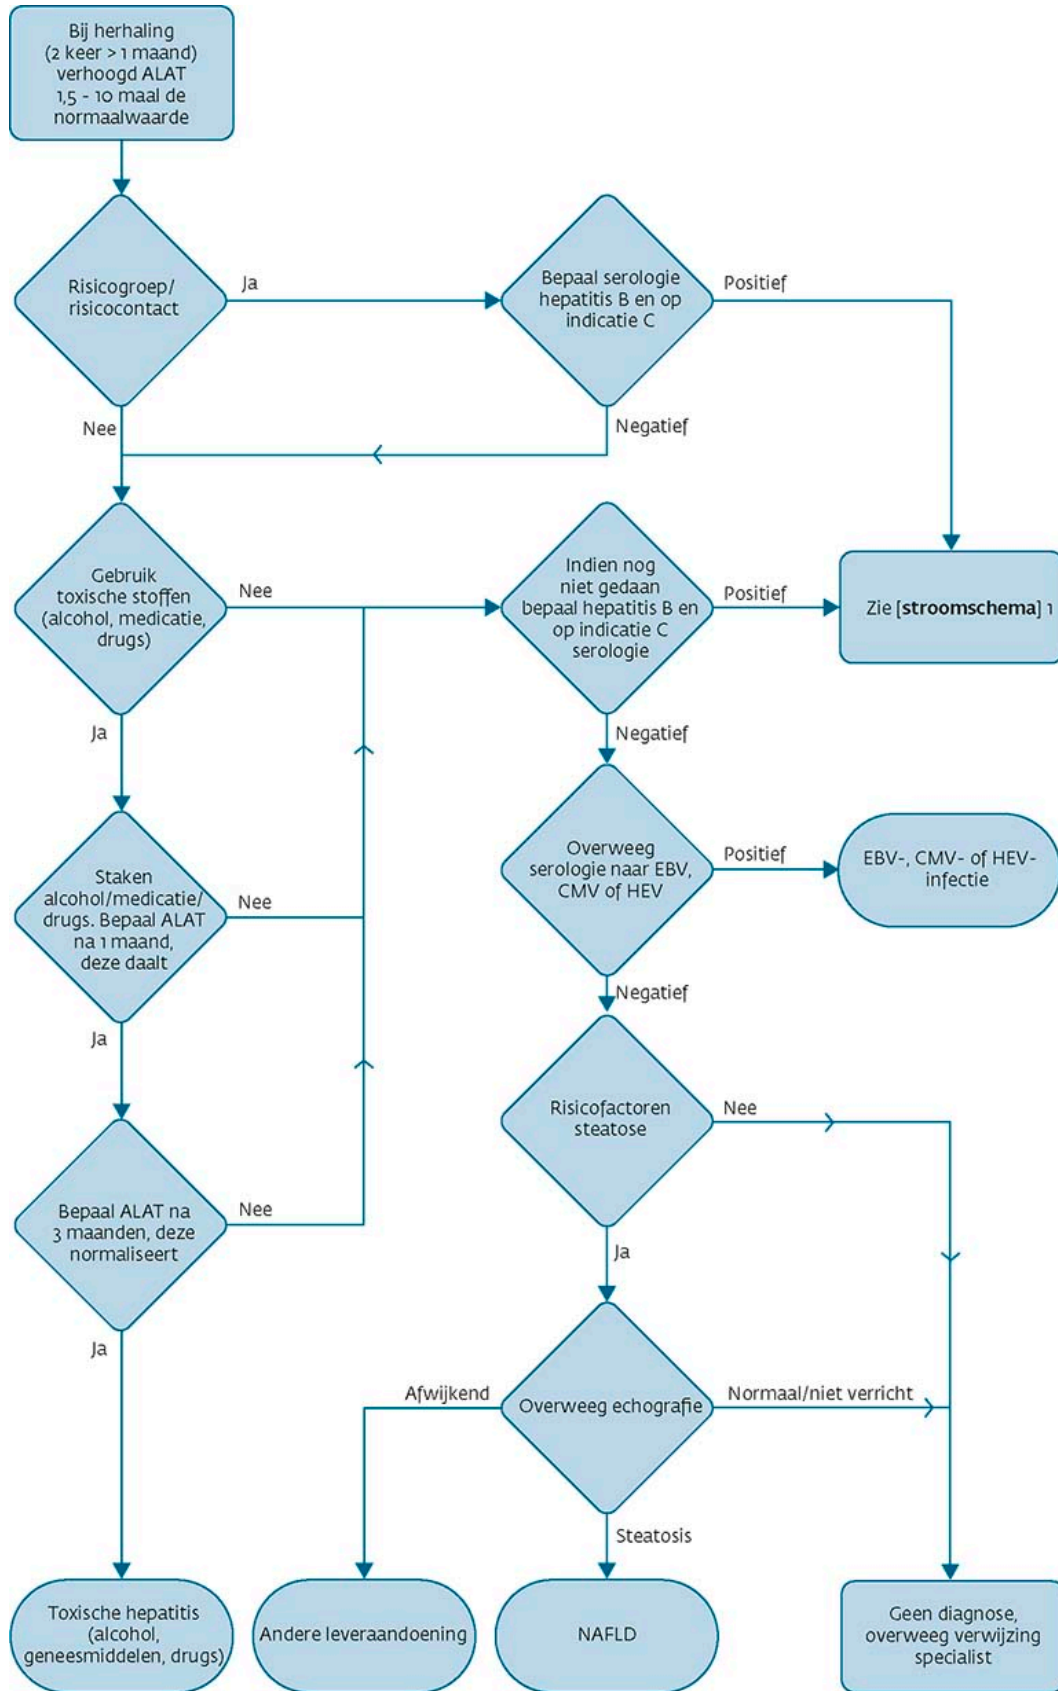 Bij herhaling
(2 keer > 1 maand)
verhoogd ALAT
1,5 - 10 maal de
normaalwaarde
Risicogroep/
risicocontact
Ja
Bepaal serologie
hepatitis B en op
indicatie C
Positief
Nee
Negatief
Gebruik
toxische stoffen
(alcohol, medicatie,
drugs)
Nee
Indien nog
niet gedaan
bepaal hepatitis B en
op indicatie C
serologie
Positief
Zie [stroomschema] 1
Ja
Negatief
Staken
alcohol/medicatie/
drugs. Bepaal ALAT
na 1 maand,
deze daalt
Nee
Overweeg
serologie naar EBV,
CMV of HEV
Positief
EBV-, CMV- of HEV-
infectie
Ja
Negatief
Bepaal ALAT na
3 maanden, deze
normaliseert
Nee
Risicofactoren
steatose
Nee
Ja
Ja
Afwijkend
Overweeg echografie
Normaal/niet verricht
Steatosis
Toxische hepatitis
(alcohol,
geneesmiddelen, drugs)
Andere leveraandoening
NAFLD
Geen diagnose,
overweeg verwijzing
specialist